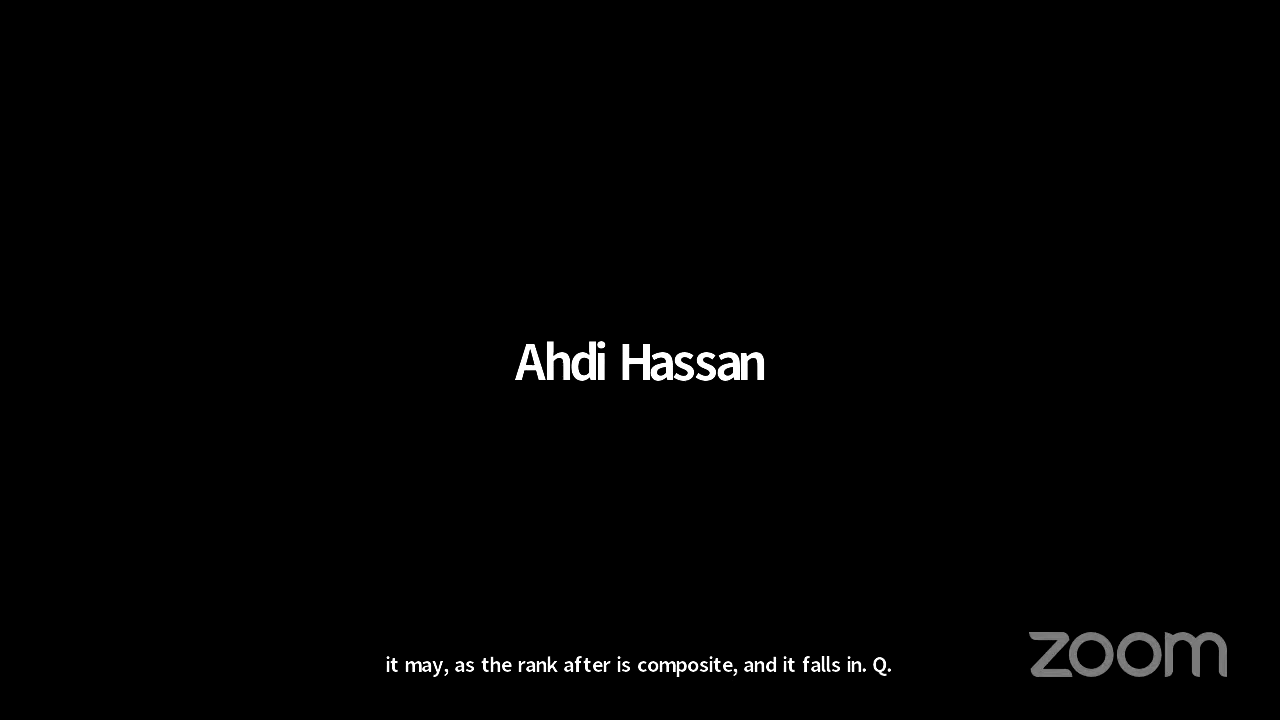 Ahdi Hassan
it may, as the rank after is composite, and it falls in. Q.
zoom